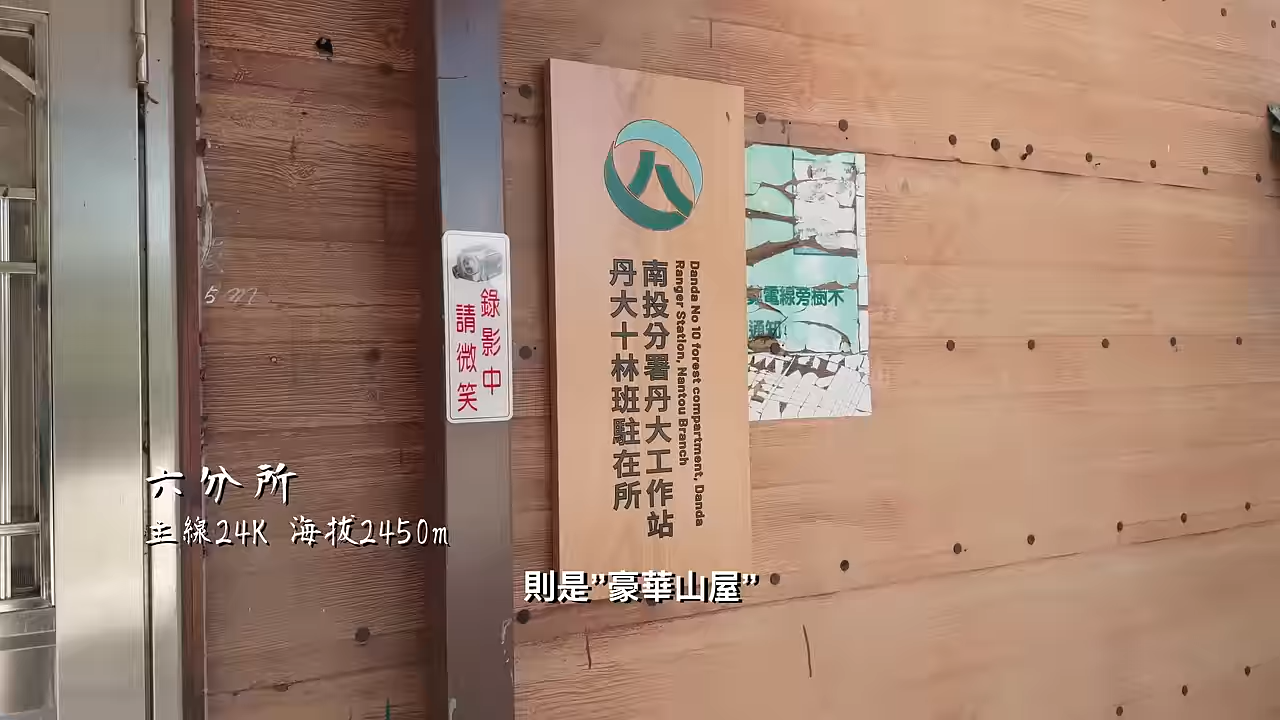 錄影中
請微笑
南投分署丹大工作站
丹大十林班駐在所
Danda No 10 forest compartment, Danda
Ranger Station, Nantou Branch
電線旁樹木
通知!
5m
六分所
主線24K 海拔2450m
則是”豪華山屋”